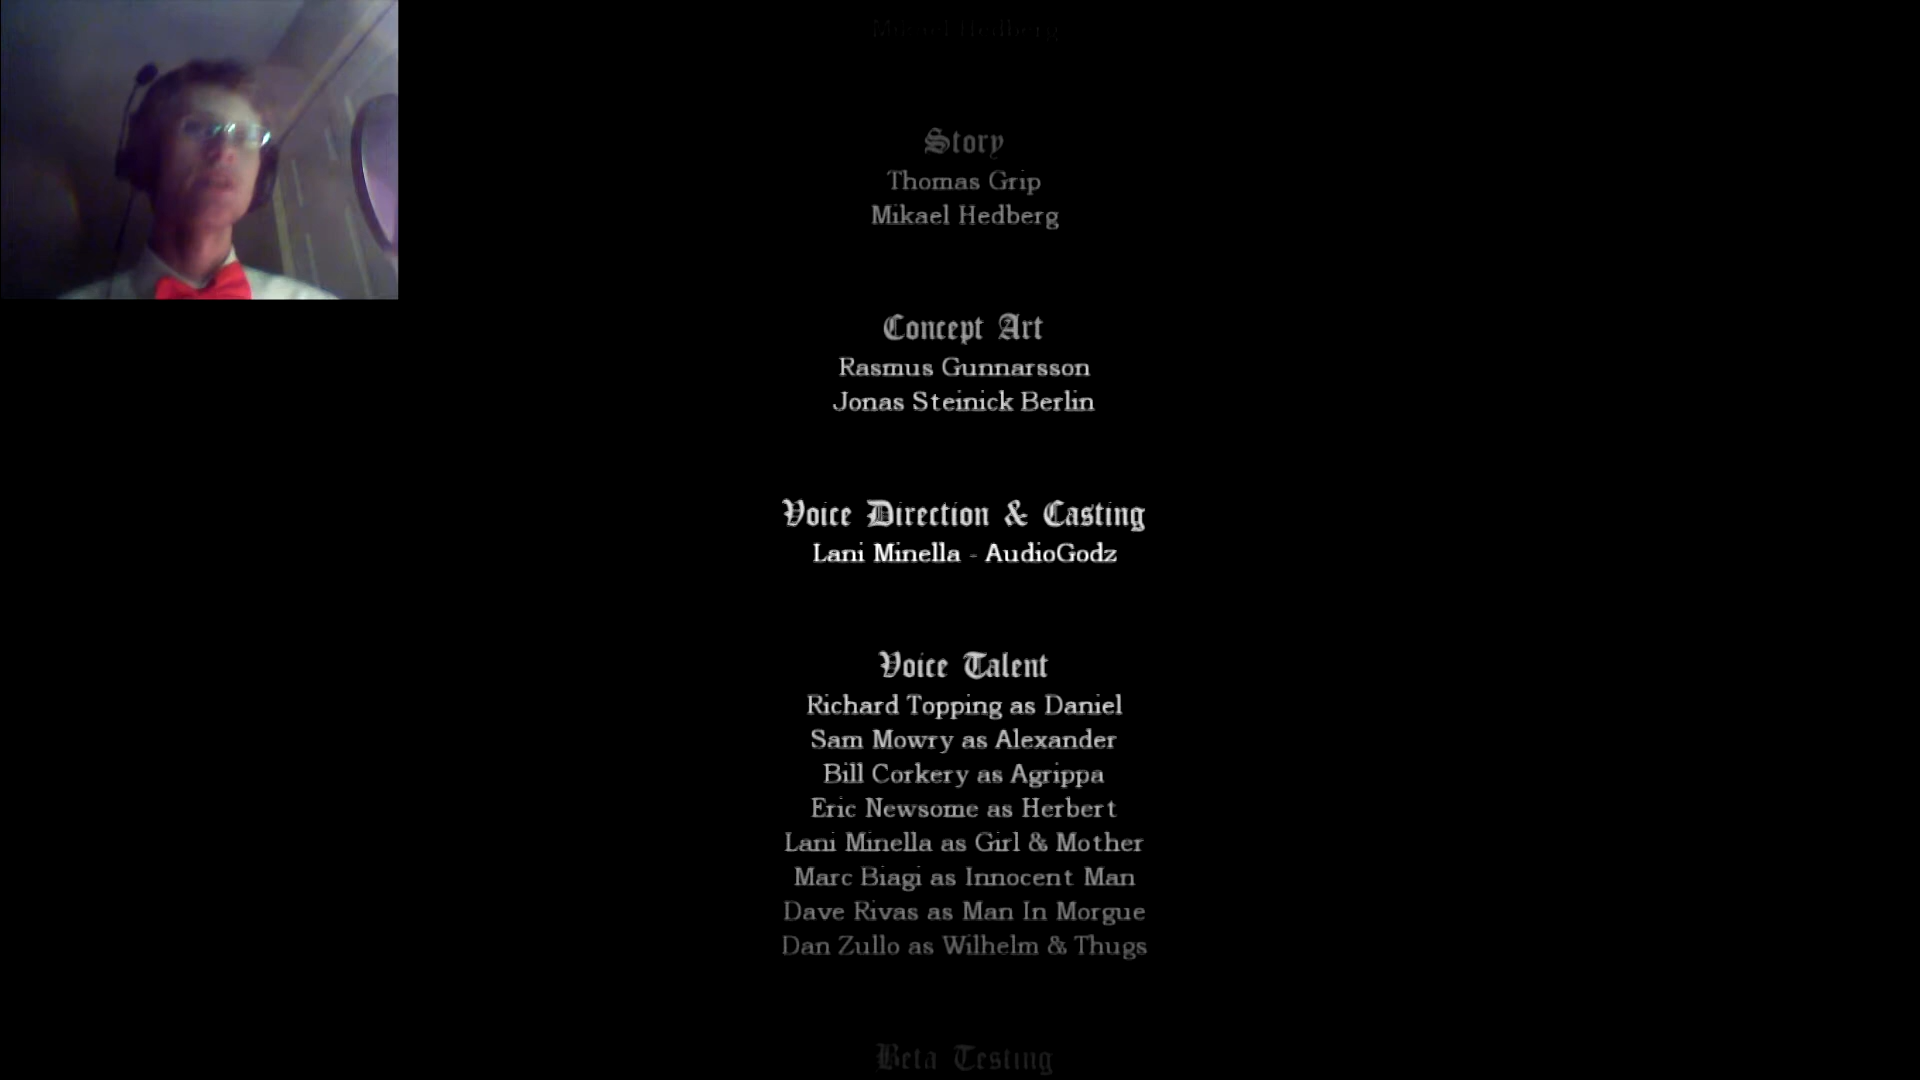 Mikael Hedberg
Story
Thomas Grip
Mikael Hedberg
Concept Art
Rasmus Gunnarsson
Jonas Steinick Berlin
Voice Direction & Casting
Lani Minella - AudioGodz
Voice Talent
Richard Topping as Daniel
Sam Mowry as Alexander
Bill Corkery as Agrippa
Eric Newsome as Herbert
Lani Minella as Girl & Mother
Marc Biagi as Innocent Man
Dave Rivas as Man In Morgue
Dan Zullo as Wilhelm & Thugs
Beta Testing